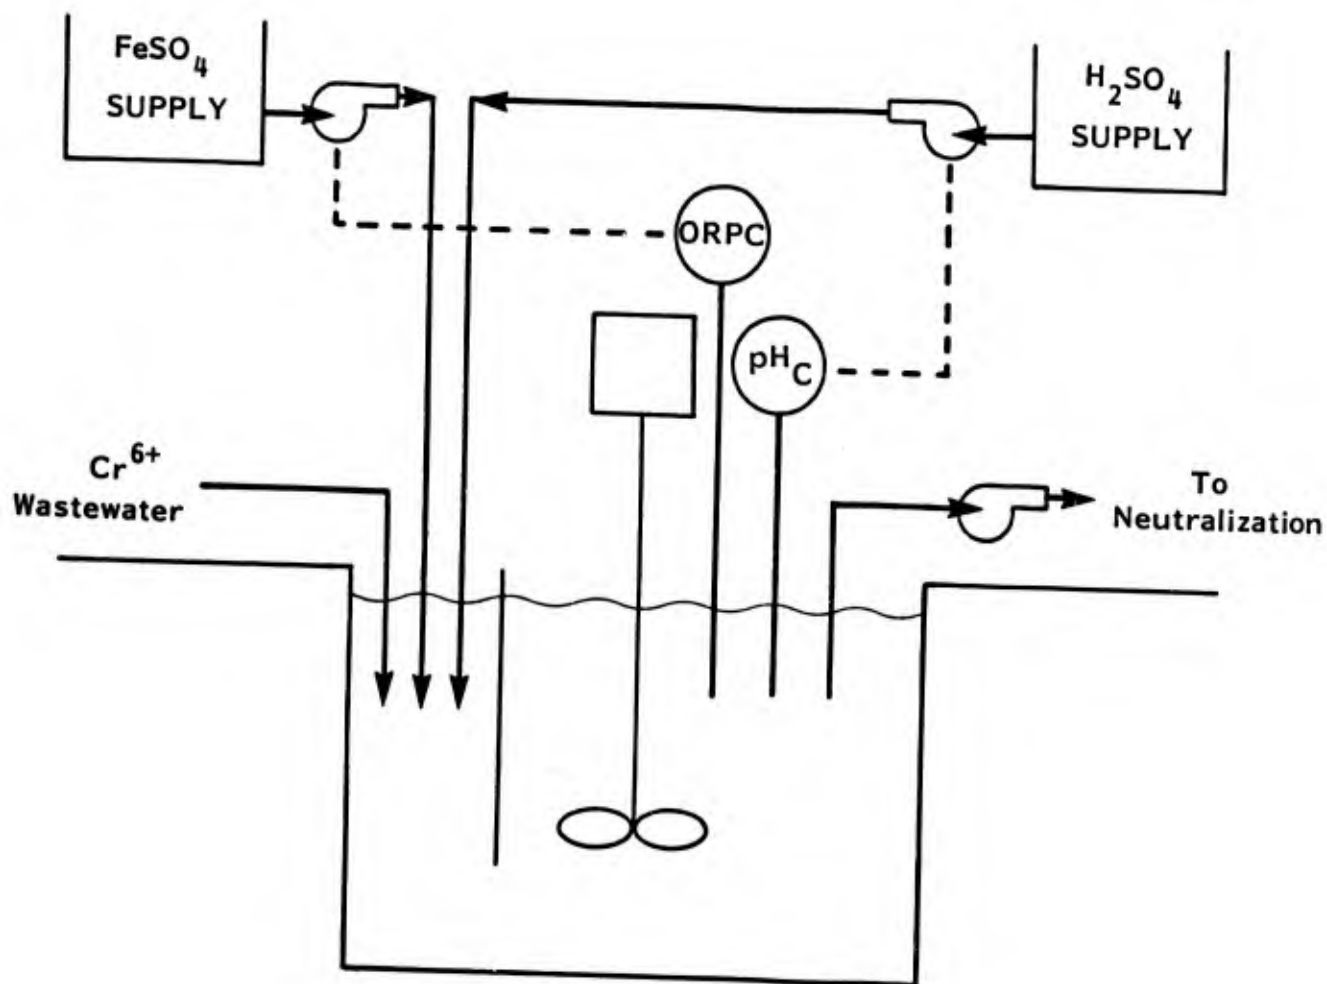 FeSO4
SUPPLY
H2SO4
SUPPLY
ORPC
pHC
Cr6+
Wastewater
To
Neutralization